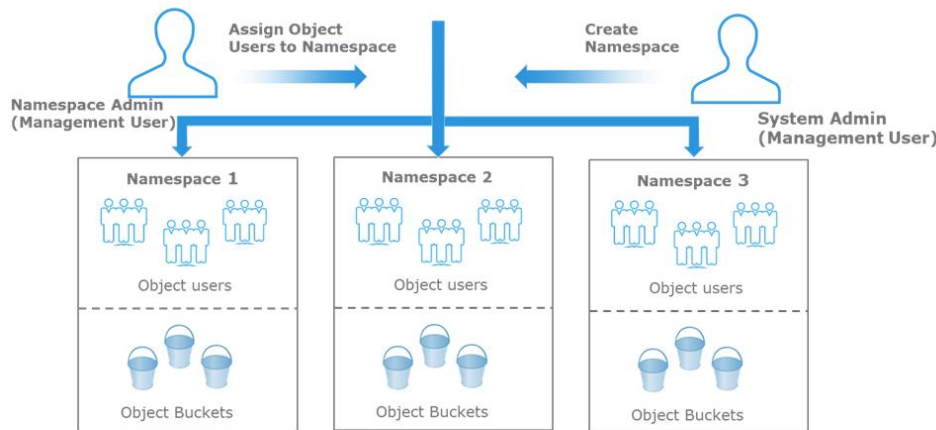 Assign Object
Users to Namespace
Create
Namespace
Namespace Admin
(Management User)
System Admin
(Management User)
Namespace 1
Namespace 2
Namespace 3
Object users
Object users
Object users
Object Buckets
Object Buckets
Object Buckets